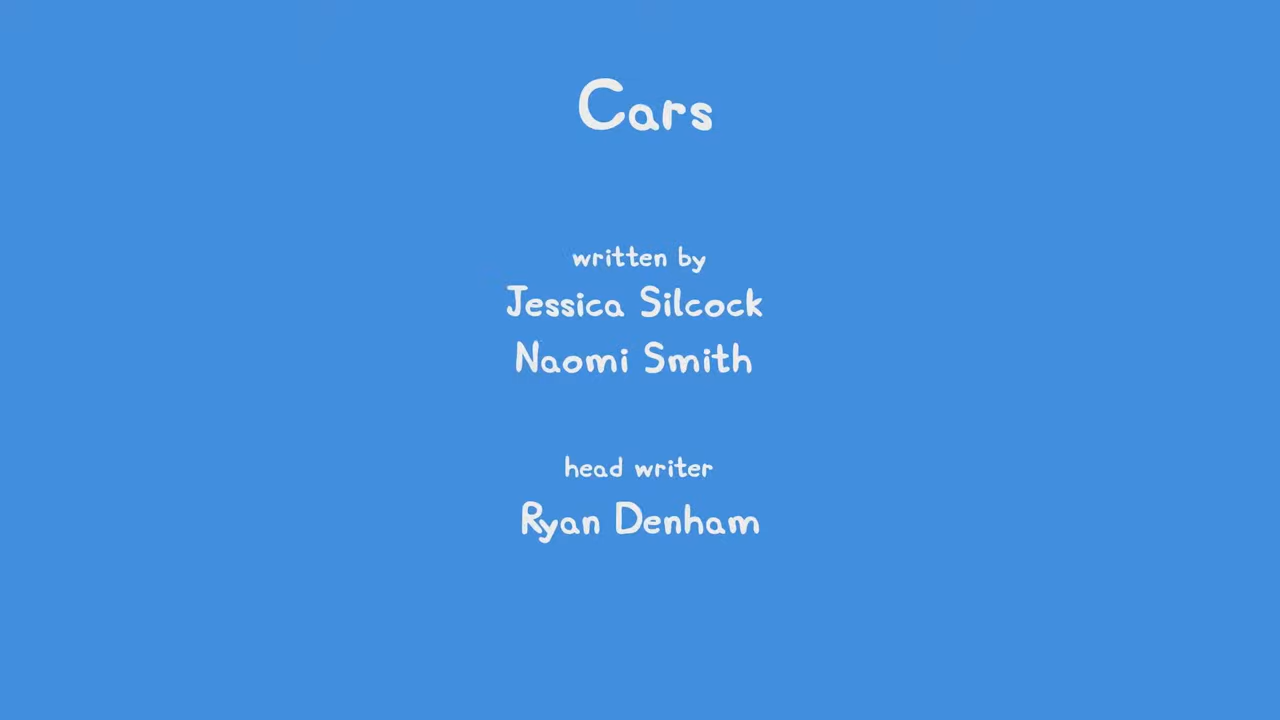 Cars
written by
Jessica Silcock
Naomi Smith
head writer
Ryan Denham